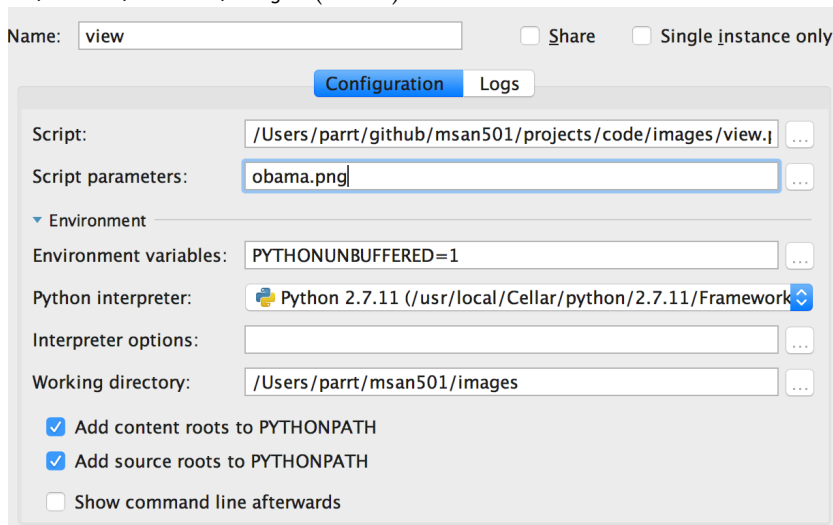 Name: view Share Single instance only
Configuration Logs
Script: /Users/parrt/github/msan501/projects/code/images/view.
Script parameters: obama.png
Environment
Environment variables: PYTHONUNBUFFERED=1
Python interpreter: Python 2.7.11 (/usr/local/Cellar/python/2.7.11/Framework
Interpreter options:
Working directory: /Users/parrt/msan501/images
Add content roots to PYTHONPATH
Add source roots to PYTHONPATH
Show command line afterwards